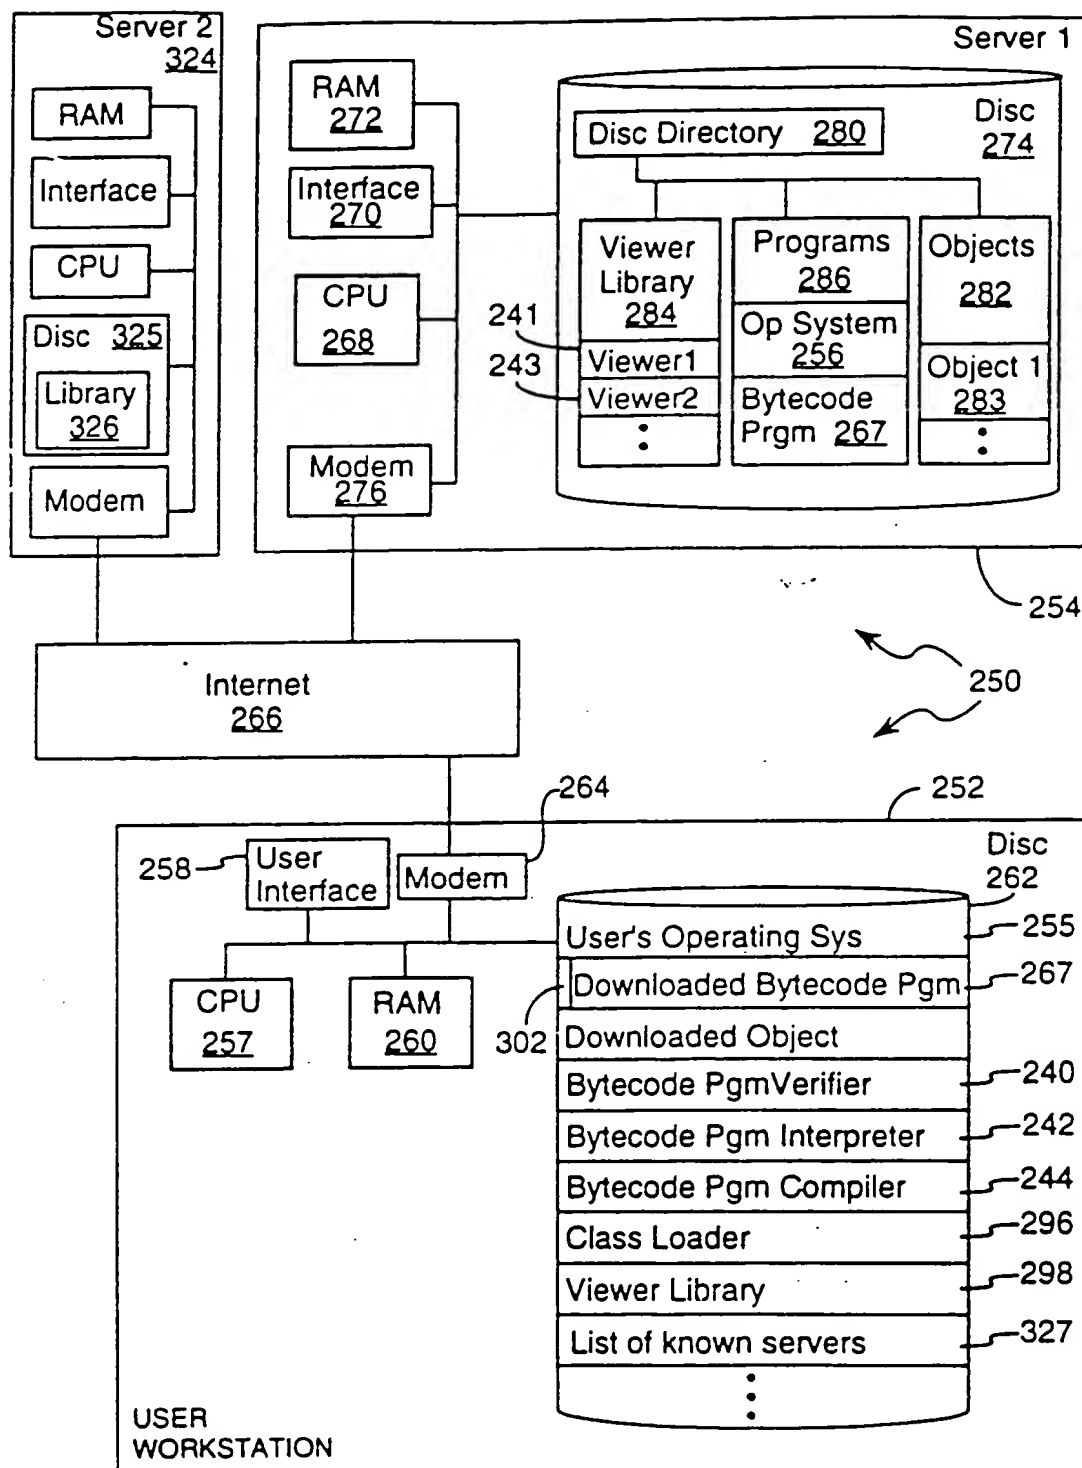 Server 2
324
RAM
Interface
CPU
Disc 325
Library
326
Modem
Server 1
RAM
272
Interface
270
CPU
268
Modem
276
Disc
274
Disc Directory 280
Viewer
Library
284
Viewer1
Viewer2
241
243
Programs
286
Op System
256
Bytecode
Prgm 267
Objects
282
Object 1
283
254
250
Internet
266
264
252
258
User
Interface
Modem
CPU
257
RAM
260
302
Disc
262
User's Operating Sys
255
Downloaded Bytecode Pgm
267
Downloaded Object
Bytecode PgmVerifier
240
Bytecode Pgm Interpreter
242
Bytecode Pgm Compiler
244
Class Loader
296
Viewer Library
298
List of known servers
327
USER
WORKSTATION